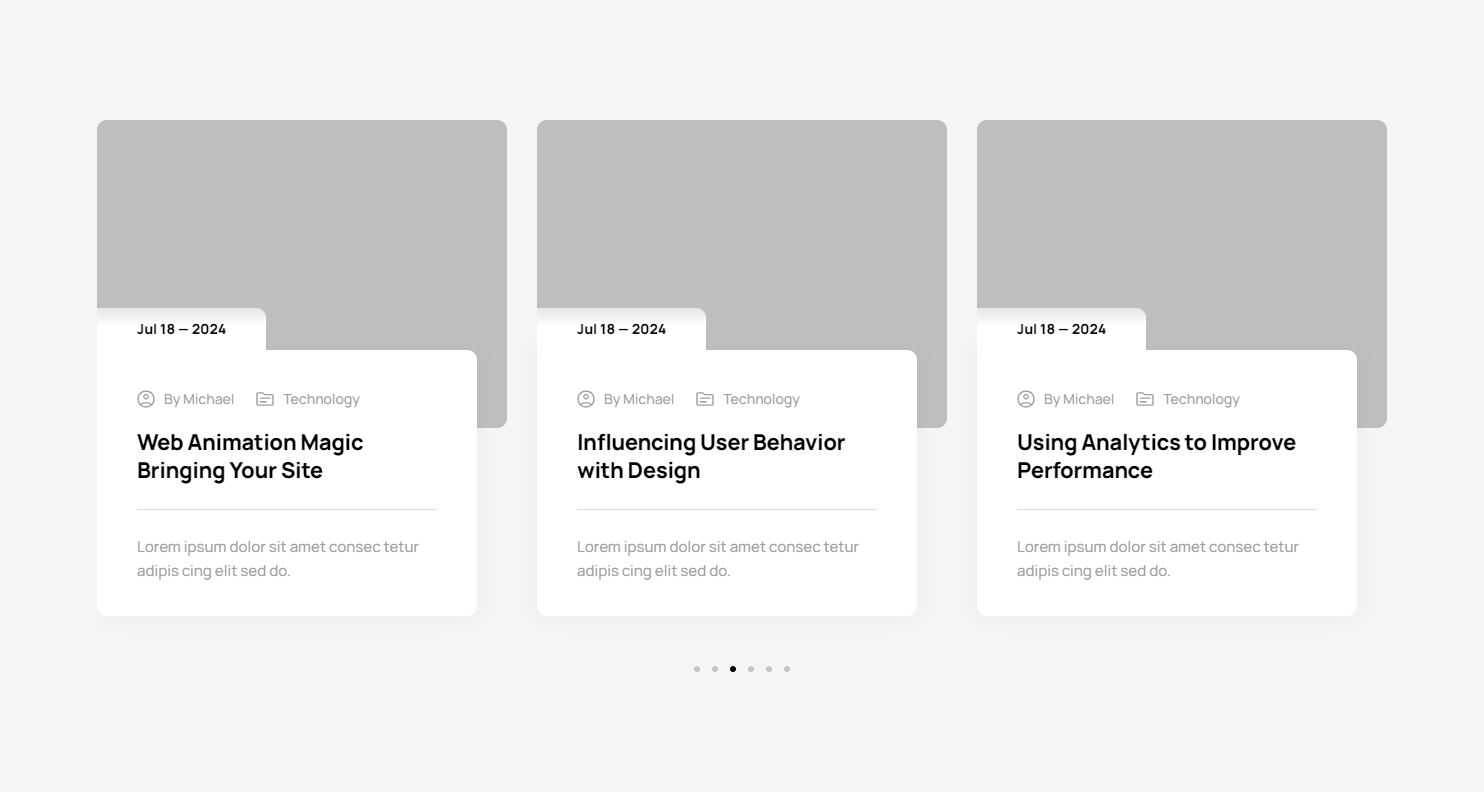 Jul 18 — 2024
By Michael
Technology
Web Animation Magic
Bringing Your Site
Lorem ipsum dolor sit amet consec tetur
adipis cing elit sed do.
Jul 18 — 2024
By Michael
Technology
Influencing User Behavior
with Design
Lorem ipsum dolor sit amet consec tetur
adipis cing elit sed do.
Jul 18 — 2024
By Michael
Technology
Using Analytics to Improve
Performance
Lorem ipsum dolor sit amet consec tetur
adipis cing elit sed do.